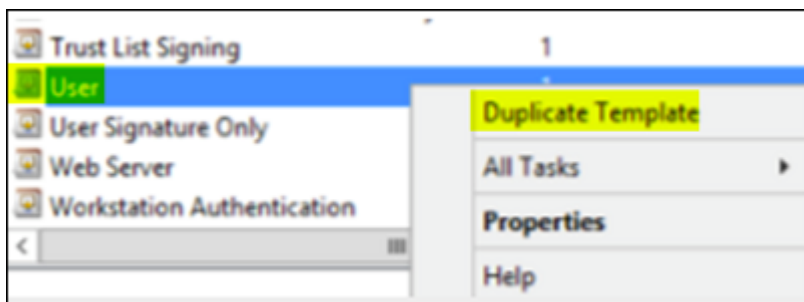 Trust List Signing 1
User
Duplicate Template
User Signature Only
Web Server
All Tasks
Workstation Authentication
Properties
Help